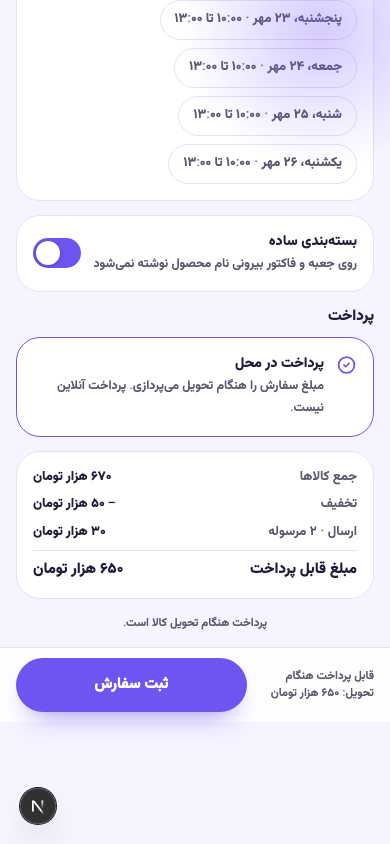 پنجشنبه، ۲۳ مهر · ۱۰:۰۰ تا ۱۳:۰۰
جمعه، ۲۴ مهر · ۱۰:۰۰ تا ۱۳:۰۰
شنبه، ۲۵ مهر · ۱۰:۰۰ تا ۱۳:۰۰
یکشنبه، ۲۶ مهر · ۱۰:۰۰ تا ۱۳:۰۰
بسته‌بندی ساده
روی جعبه و فاکتور بیرونی نام محصول نوشته نمی‌شود
پرداخت
پرداخت در محل
مبلغ سفارش را هنگام تحویل می‌پردازی. پرداخت آنلاین
نیست.
جمع کالاها ۶۷۰ هزار تومان
تخفیف − ۵۰ هزار تومان
ارسال · ۲ مرسوله ۳۰ هزار تومان
مبلغ قابل پرداخت ۶۵۰ هزار تومان
پرداخت هنگام تحویل کالا است.
قابل پرداخت هنگام
تحویل: ۶۵۰ هزار تومان
ثبت سفارش
N